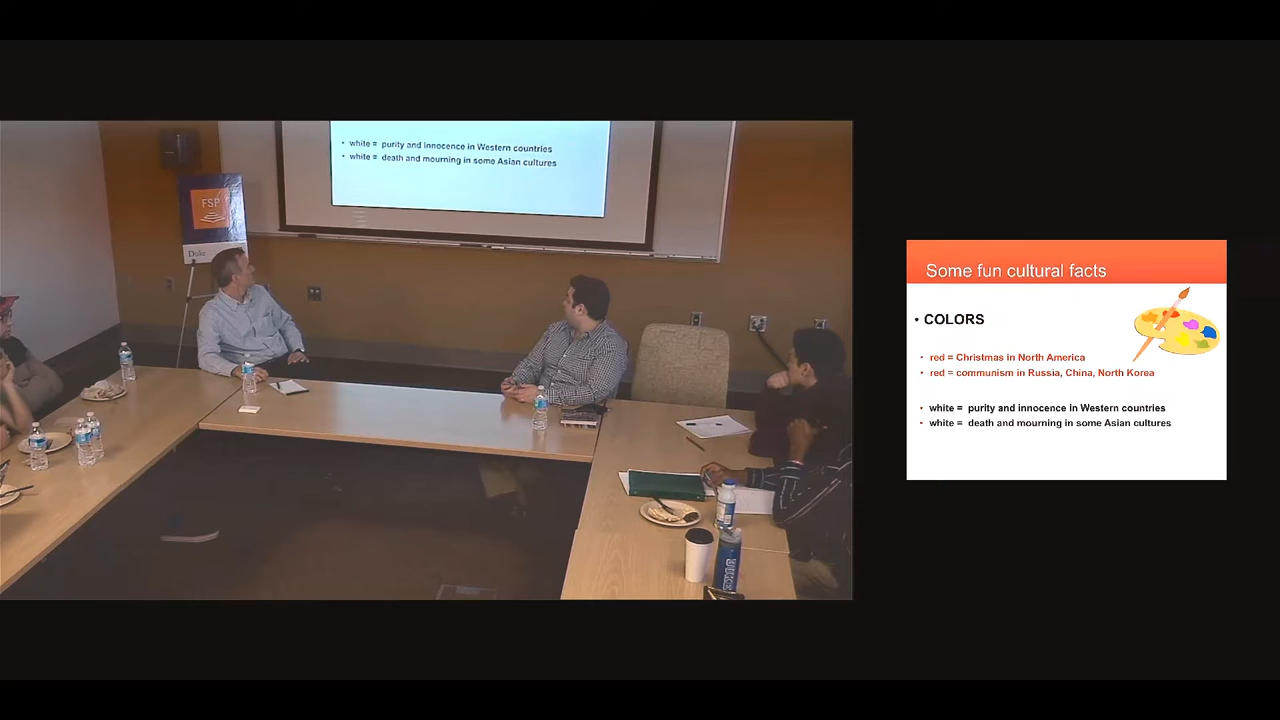 • white = purity and innocence in Western countries
• white = death and mourning in some Asian cultures
FSP
Duke
DUKE
Some fun cultural facts
• COLORS
• red = Christmas in North America
• red = communism in Russia, China, North Korea
• white = purity and innocence in Western countries
• white = death and mourning in some Asian cultures